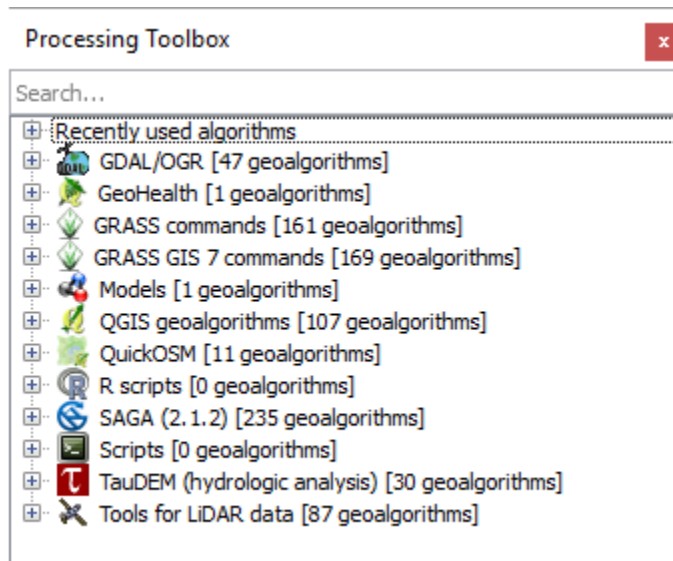 Processing Toolbox
x
Search...
Recently used algorithms
GDAL/OGR [47 geoalgorithms]
GeoHealth [1 geoalgorithms]
GRASS commands [161 geoalgorithms]
GRASS GIS 7 commands [169 geoalgorithms]
Models [1 geoalgorithms]
QGIS geoalgorithms [107 geoalgorithms]
QuickOSM [11 geoalgorithms]
R scripts [0 geoalgorithms]
SAGA (2.1.2) [235 geoalgorithms]
Scripts [0 geoalgorithms]
TauDEM (hydrologic analysis) [30 geoalgorithms]
Tools for LiDAR data [87 geoalgorithms]